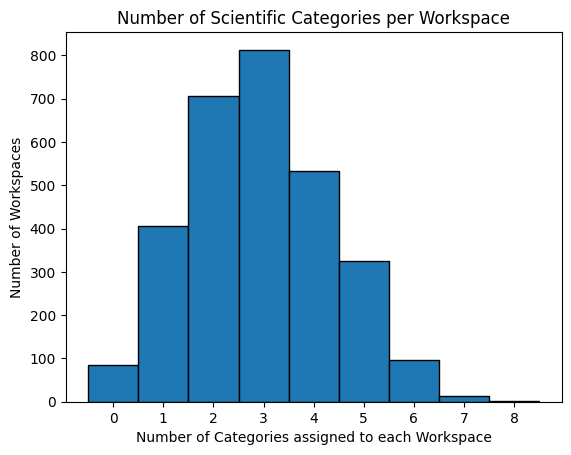 Number of Scientific Categories per Workspace
800
700
600
500
400
300
200
100
0
Number of Workspaces
0 1 2 3 4 5 6 7 8
Number of Categories assigned to each Workspace